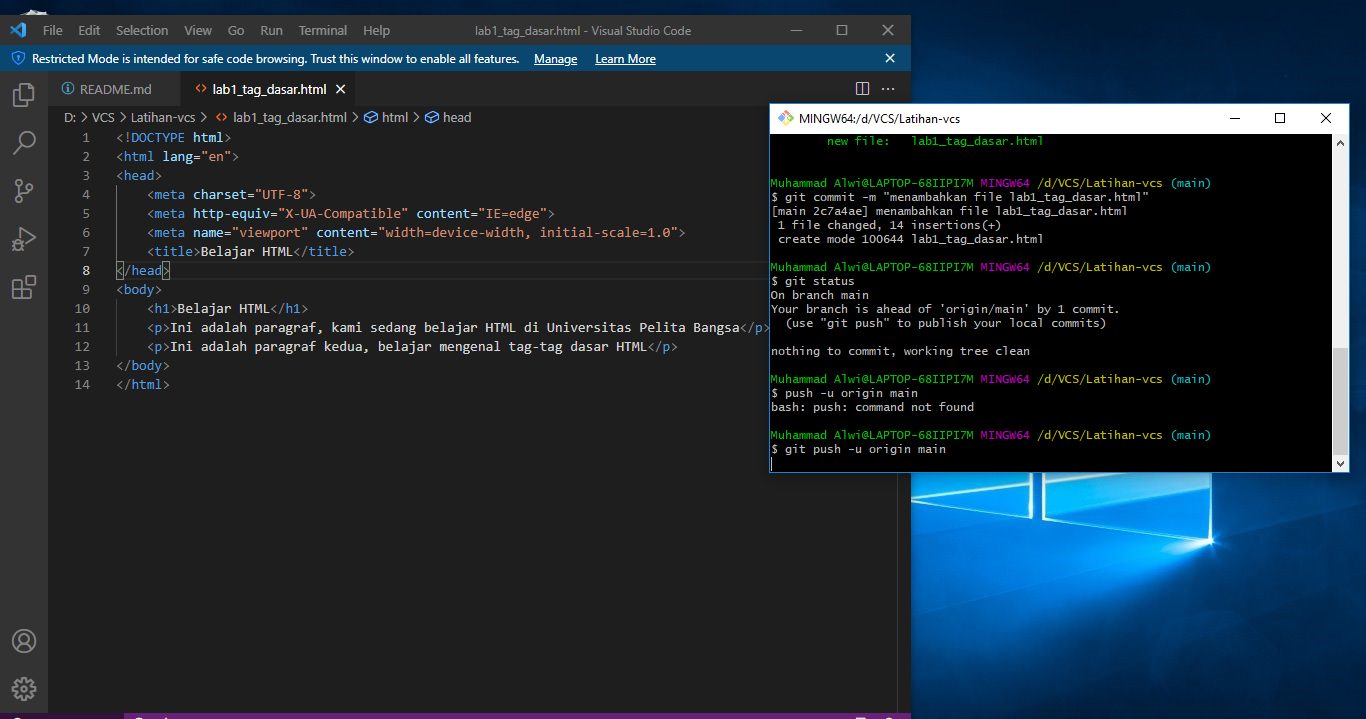 File Edit Selection View Go Run Terminal Help lab1_tag_dasar.html - Visual Studio Code
Restricted Mode is intended for safe code browsing. Trust this window to enable all features. Manage Learn More
README.md lab1_tag_dasar.html
D: > VCS > Latihan-vcs > lab1_tag_dasar.html > html > head
1 <!DOCTYPE html>
2 <html lang="en">
3 <head>
4 <meta charset="UTF-8">
5 <meta http-equiv="X-UA-Compatible" content="IE=edge">
6 <meta name="viewport" content="width=device-width, initial-scale=1.0">
7 <title>Belajar HTML</title>
8 </head>
9 <body>
10 <h1>Belajar HTML</h1>
11 <p>Ini adalah paragraf, kami sedang belajar HTML di Universitas Pelita Bangsa</p>
12 <p>Ini adalah paragraf kedua, belajar mengenal tag-tag dasar HTML</p>
13 </body>
14 </html>
MINGW64:/d/VCS/Latihan-vcs
new file: lab1_tag_dasar.html
Muhammad Alwi@LAPTOP-68IIPI7M MINGW64 /d/VCS/Latihan-vcs (main)
$ git commit -m "menambahkan file lab1_tag_dasar.html"
[main 2c7a4ae] menambahkan file lab1_tag_dasar.html
1 file changed, 14 insertions(+)
create mode 100644 lab1_tag_dasar.html
Muhammad Alwi@LAPTOP-68IIPI7M MINGW64 /d/VCS/Latihan-vcs (main)
$ git status
On branch main
Your branch is ahead of 'origin/main' by 1 commit.
(use "git push" to publish your local commits)
nothing to commit, working tree clean
Muhammad Alwi@LAPTOP-68IIPI7M MINGW64 /d/VCS/Latihan-vcs (main)
$ push -u origin main
bash: push: command not found
Muhammad Alwi@LAPTOP-68IIPI7M MINGW64 /d/VCS/Latihan-vcs (main)
$ git push -u origin main